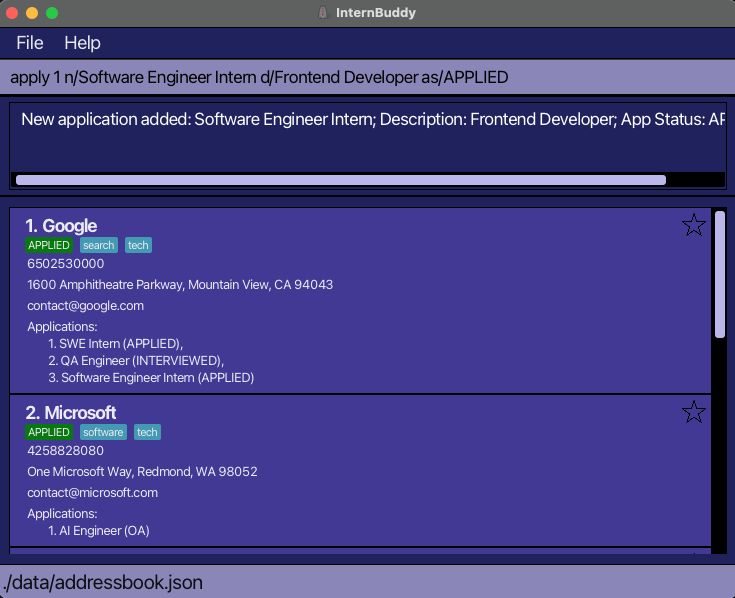 InternBuddy
File Help
apply 1 n/Software Engineer Intern d/Frontend Developer as/APPLIED
New application added: Software Engineer Intern; Description: Frontend Developer; App Status: AP
1. Google
APPLIED search tech
6502530000
1600 Amphitheatre Parkway, Mountain View, CA 94043
contact@google.com
Applications:
1. SWE Intern (APPLIED),
2. QA Engineer (INTERVIEWED),
3. Software Engineer Intern (APPLIED)
2. Microsoft
APPLIED software tech
4258828080
One Microsoft Way, Redmond, WA 98052
contact@microsoft.com
Applications:
1. AI Engineer (OA)
./data/addressbook.json